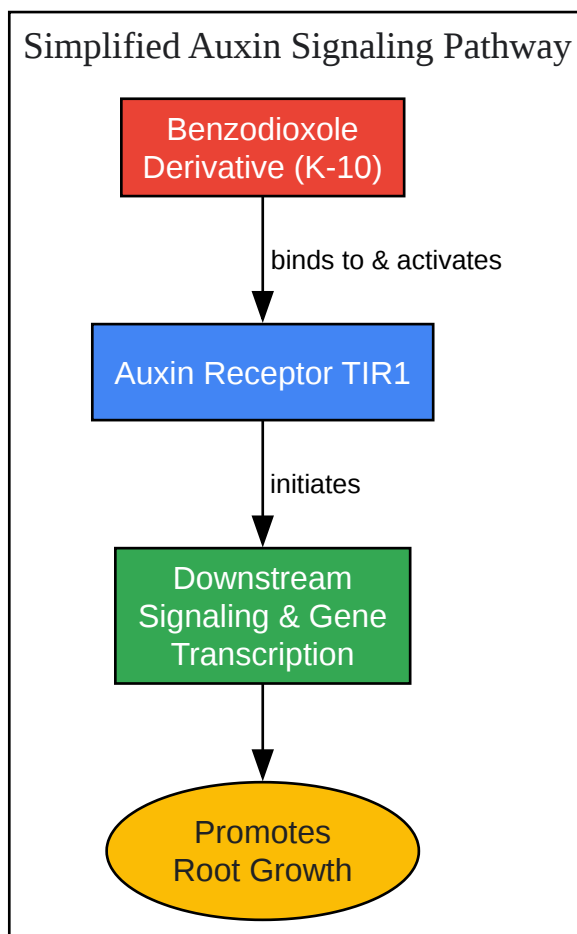 Simplified Auxin Signaling Pathway
Benzodioxole
Derivative (K-10)
binds to & activates
Auxin Receptor TIR1
initiates
Downstream
Signaling & Gene
Transcription
Promotes
Root Growth